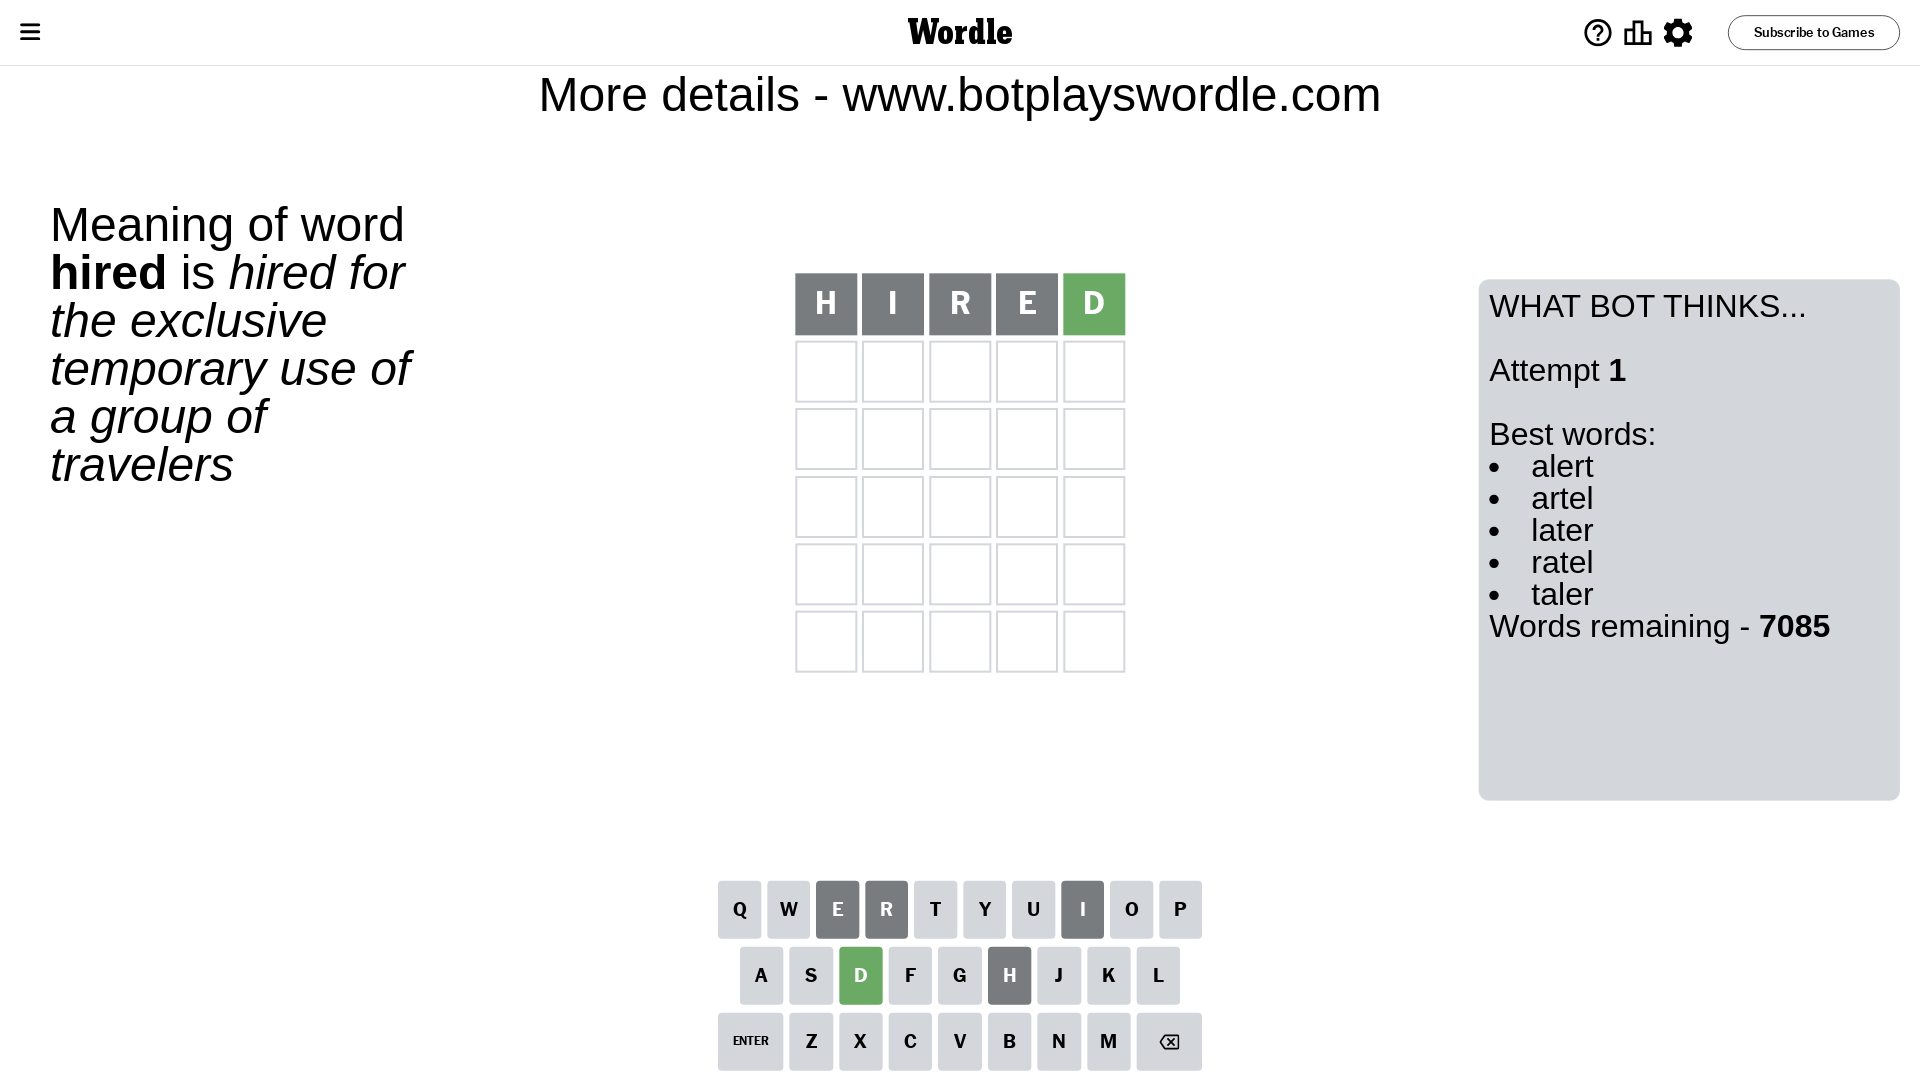 Wordle
Subscribe to Games
More details - www.botplayswordle.com
Meaning of word
hired is hired for
the exclusive
temporary use of
a group of
travelers
H I R E D
WHAT BOT THINKS...
Attempt 1
Best words:
• alert
• artel
• later
• ratel
• taler
Words remaining - 7085
Q W E R T Y U I O P
A S D F G H J K L
ENTER Z X C V B N M